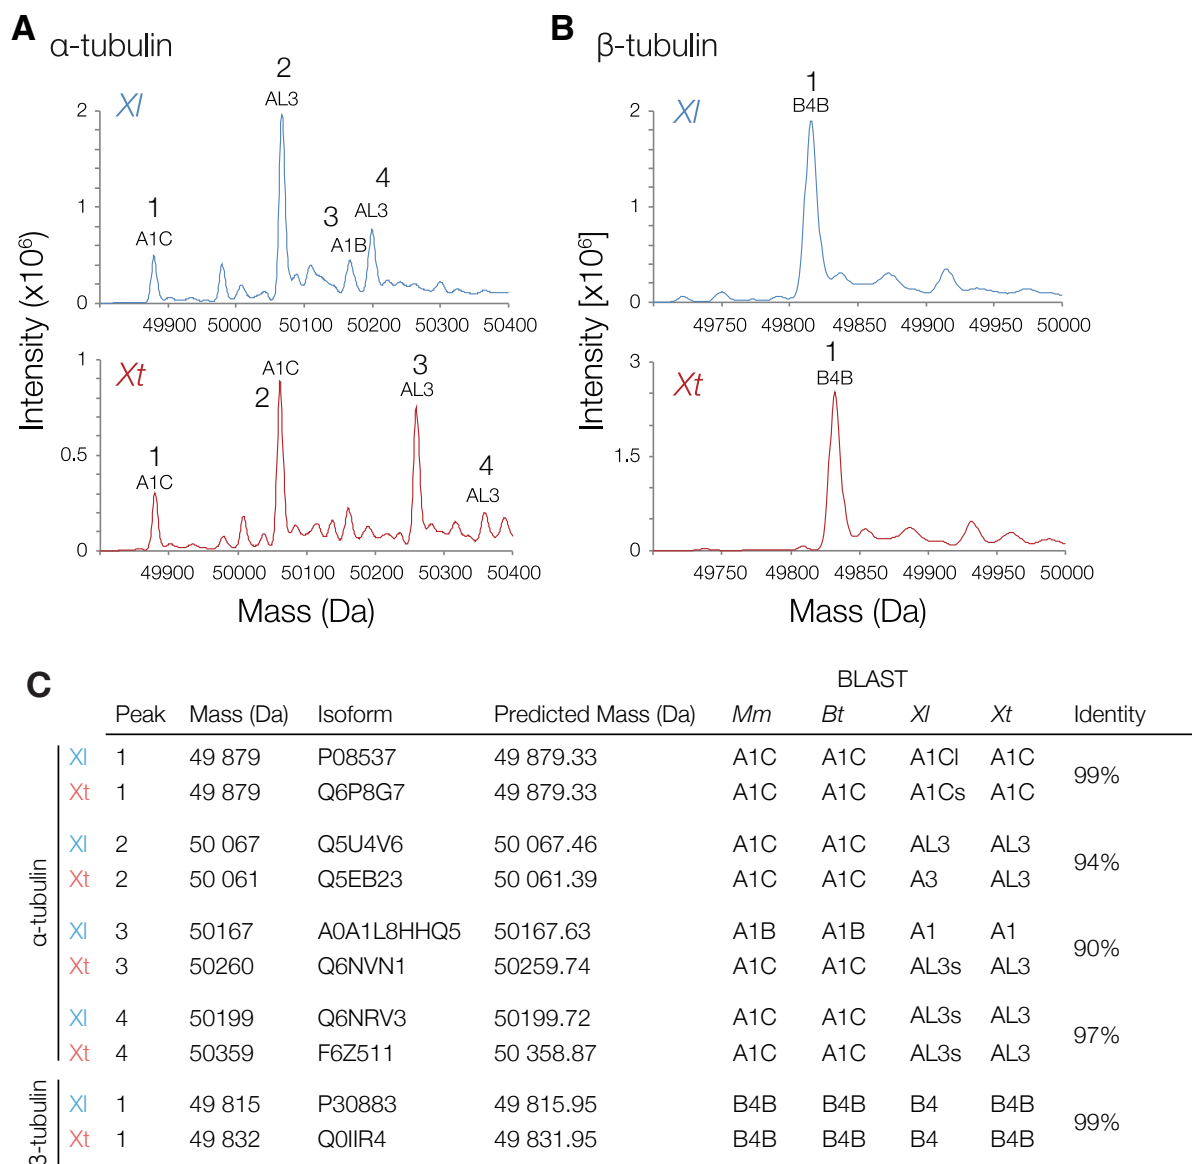 A
α-tubulin
Xl
2
AL3
1
A1C
3
A1B
4
AL3
2
1
0
49900 50000 50100 50200 50300 50400
Xt
1
A1C
2
A1C
3
AL3
4
AL3
1
0.5
0
49900 50000 50100 50200 50300 50400
Intensity (x10⁶)
Mass (Da)
B
β-tubulin
Xl
1
B4B
2
1
0
49750 49800 49850 49900 49950 50000
Xt
1
B4B
3
1.5
0
49750 49800 49850 49900 49950 50000
Intensity [x10⁶]
Mass (Da)
C
BLAST
Peak Mass (Da) Isoform Predicted Mass (Da) Mm Bt Xl Xt Identity
α-tubulin
Xl 1 49 879 P08537 49 879.33 A1C A1C A1Cl A1C
99%
Xt 1 49 879 Q6P8G7 49 879.33 A1C A1C A1Cs A1C
Xl 2 50 067 Q5U4V6 50 067.46 A1C A1C AL3 AL3
94%
Xt 2 50 061 Q5EB23 50 061.39 A1C A1C A3 AL3
Xl 3 50167 A0A1L8HHQ5 50167.63 A1B A1B A1 A1
90%
Xt 3 50260 Q6NVN1 50259.74 A1C A1C AL3s AL3
Xl 4 50199 Q6NRV3 50199.72 A1C A1C AL3s AL3
97%
Xt 4 50359 F6Z511 50 358.87 A1C A1C AL3s AL3
β-tubulin
Xl 1 49 815 P30883 49 815.95 B4B B4B B4 B4B
99%
Xt 1 49 832 Q0IIR4 49 831.95 B4B B4B B4 B4B